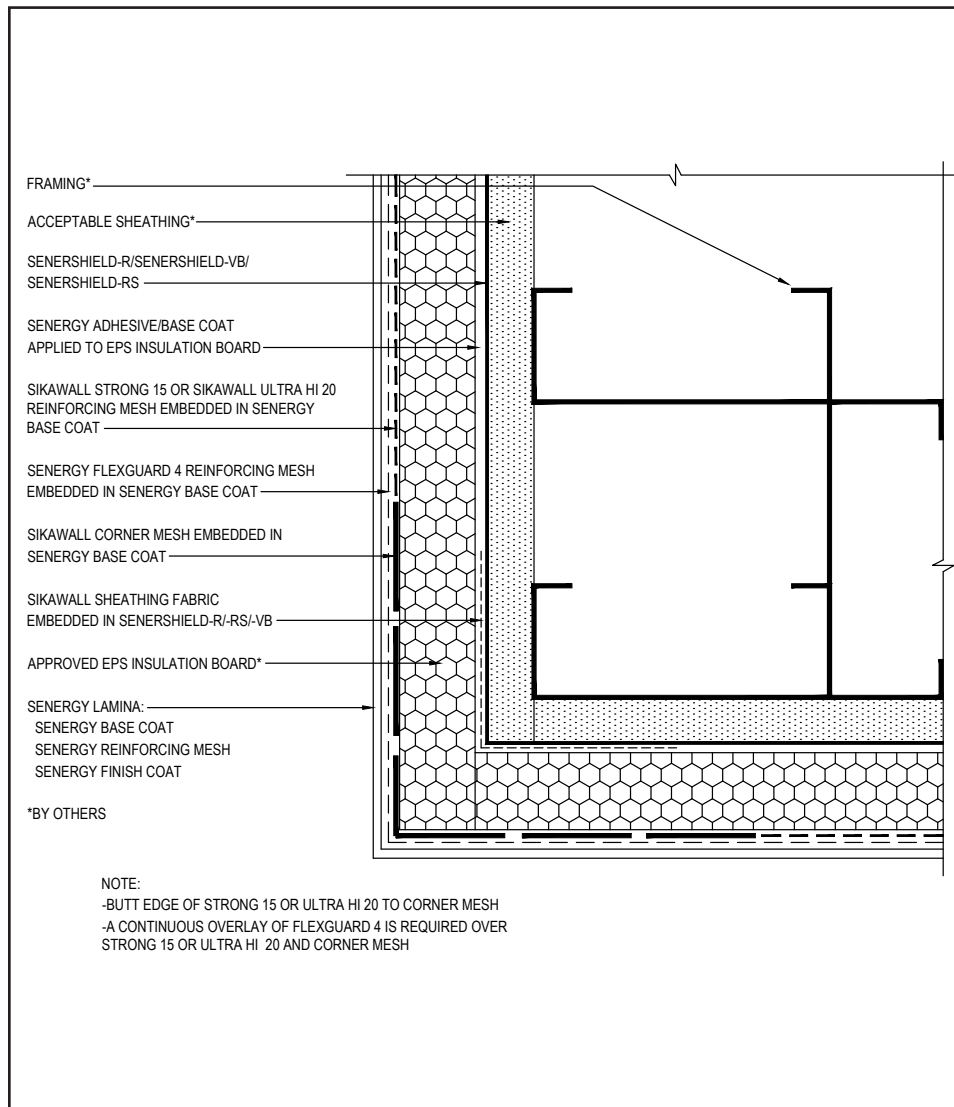 FRAMING*
ACCEPTABLE SHEATHING*
SENERSHIELD-R/SENERSHIELD-VB/
SENERSHIELD-RS
SENERGY ADHESIVE/BASE COAT
APPLIED TO EPS INSULATION BOARD
SIKAWALL STRONG 15 OR SIKAWALL ULTRA HI 20
REINFORCING MESH EMBEDDED IN SENERGY
BASE COAT
SENERGY FLEXGUARD 4 REINFORCING MESH
EMBEDDED IN SENERGY BASE COAT
SIKAWALL CORNER MESH EMBEDDED IN
SENERGY BASE COAT
SIKAWALL SHEATHING FABRIC
EMBEDDED IN SENERSHIELD-R/-RS/-VB
APPROVED EPS INSULATION BOARD*
SENERGY LAMINA:
SENERGY BASE COAT
SENERGY REINFORCING MESH
SENERGY FINISH COAT
*BY OTHERS
NOTE:
-BUTT EDGE OF STRONG 15 OR ULTRA HI 20 TO CORNER MESH
-A CONTINUOUS OVERLAY OF FLEXGUARD 4 IS REQUIRED OVER
STRONG 15 OR ULTRA HI 20 AND CORNER MESH